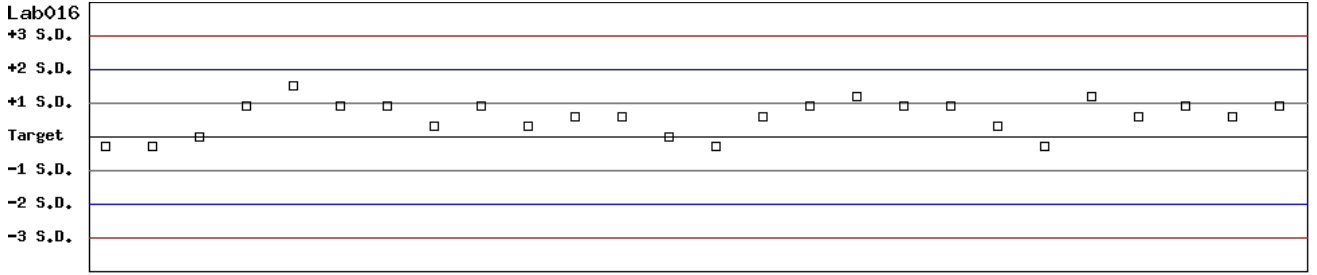 Lab016
+3 S.D.
+2 S.D.
+1 S.D.
Target
-1 S.D.
-2 S.D.
-3 S.D.